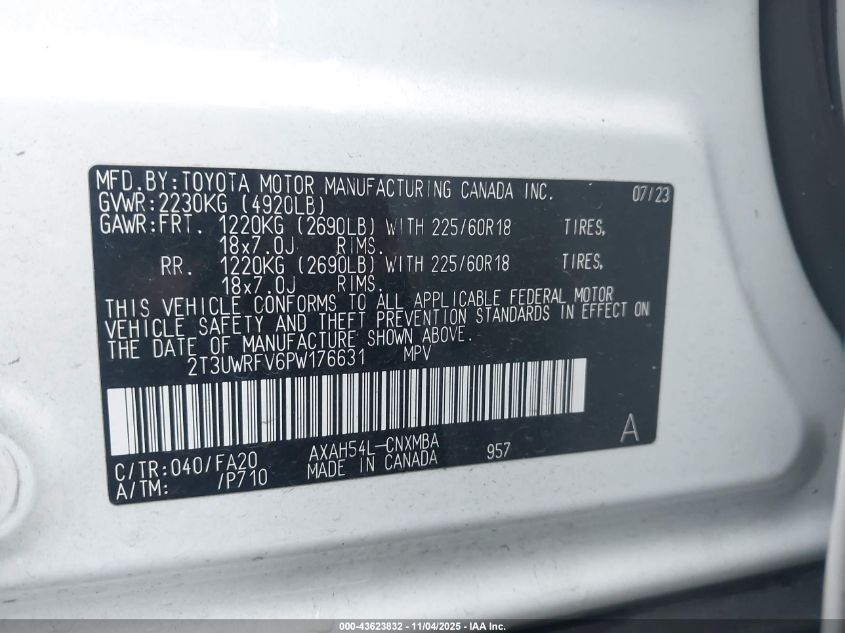 MFD.BY:TOYOTA MOTOR MANUFACTURING CANADA INC. 07/23
GVWR:2230KG (4920LB)
GAWR:FRT. 1220KG (2690LB) WITH 225/60R18 TIRES,
18x7.0J RIMS.
RR. 1220KG (2690LB) WITH 225/60R18 TIRES,
18x7.0J RIMS.
THIS VEHICLE CONFORMS TO ALL APPLICABLE FEDERAL MOTOR
VEHICLE SAFETY AND THEFT PREVENTION STANDARDS IN EFFECT ON
THE DATE OF MANUFACTURE SHOWN ABOVE.
2T3UWRFV6PW176631 MPV
A
C/TR:040/FA20 AXAH54L-CNXMBA 957
A/TM: /P710 MADE IN CANADA
000-43623832 - 11/04/2025 - IAA Inc.